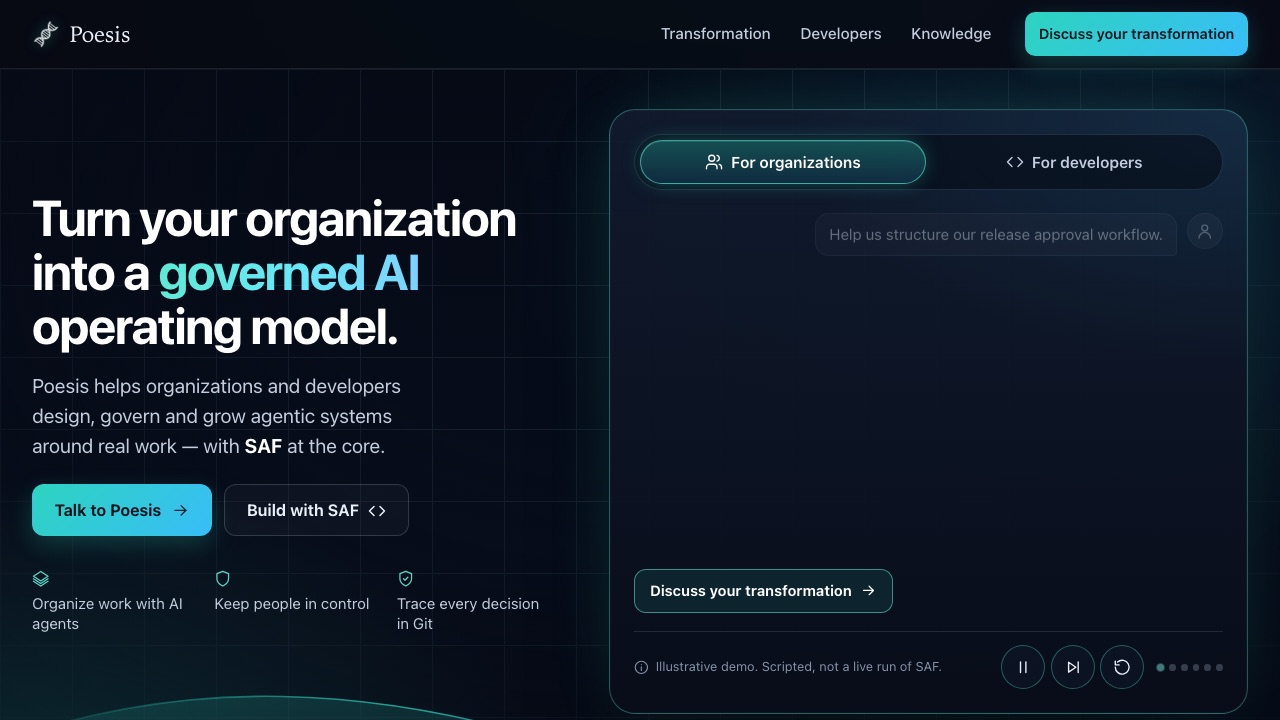 Poesis
Transformation
Developers
Knowledge
Discuss your transformation
Turn your organization
into a governed AI
operating model.
Poesis helps organizations and developers
design, govern and grow agentic systems
around real work — with SAF at the core.
Talk to Poesis
Build with SAF
Organize work with AI
agents
Keep people in control
Trace every decision
in Git
For organizations
For developers
Help us structure our release approval workflow.
Discuss your transformation
Illustrative demo. Scripted, not a live run of SAF.